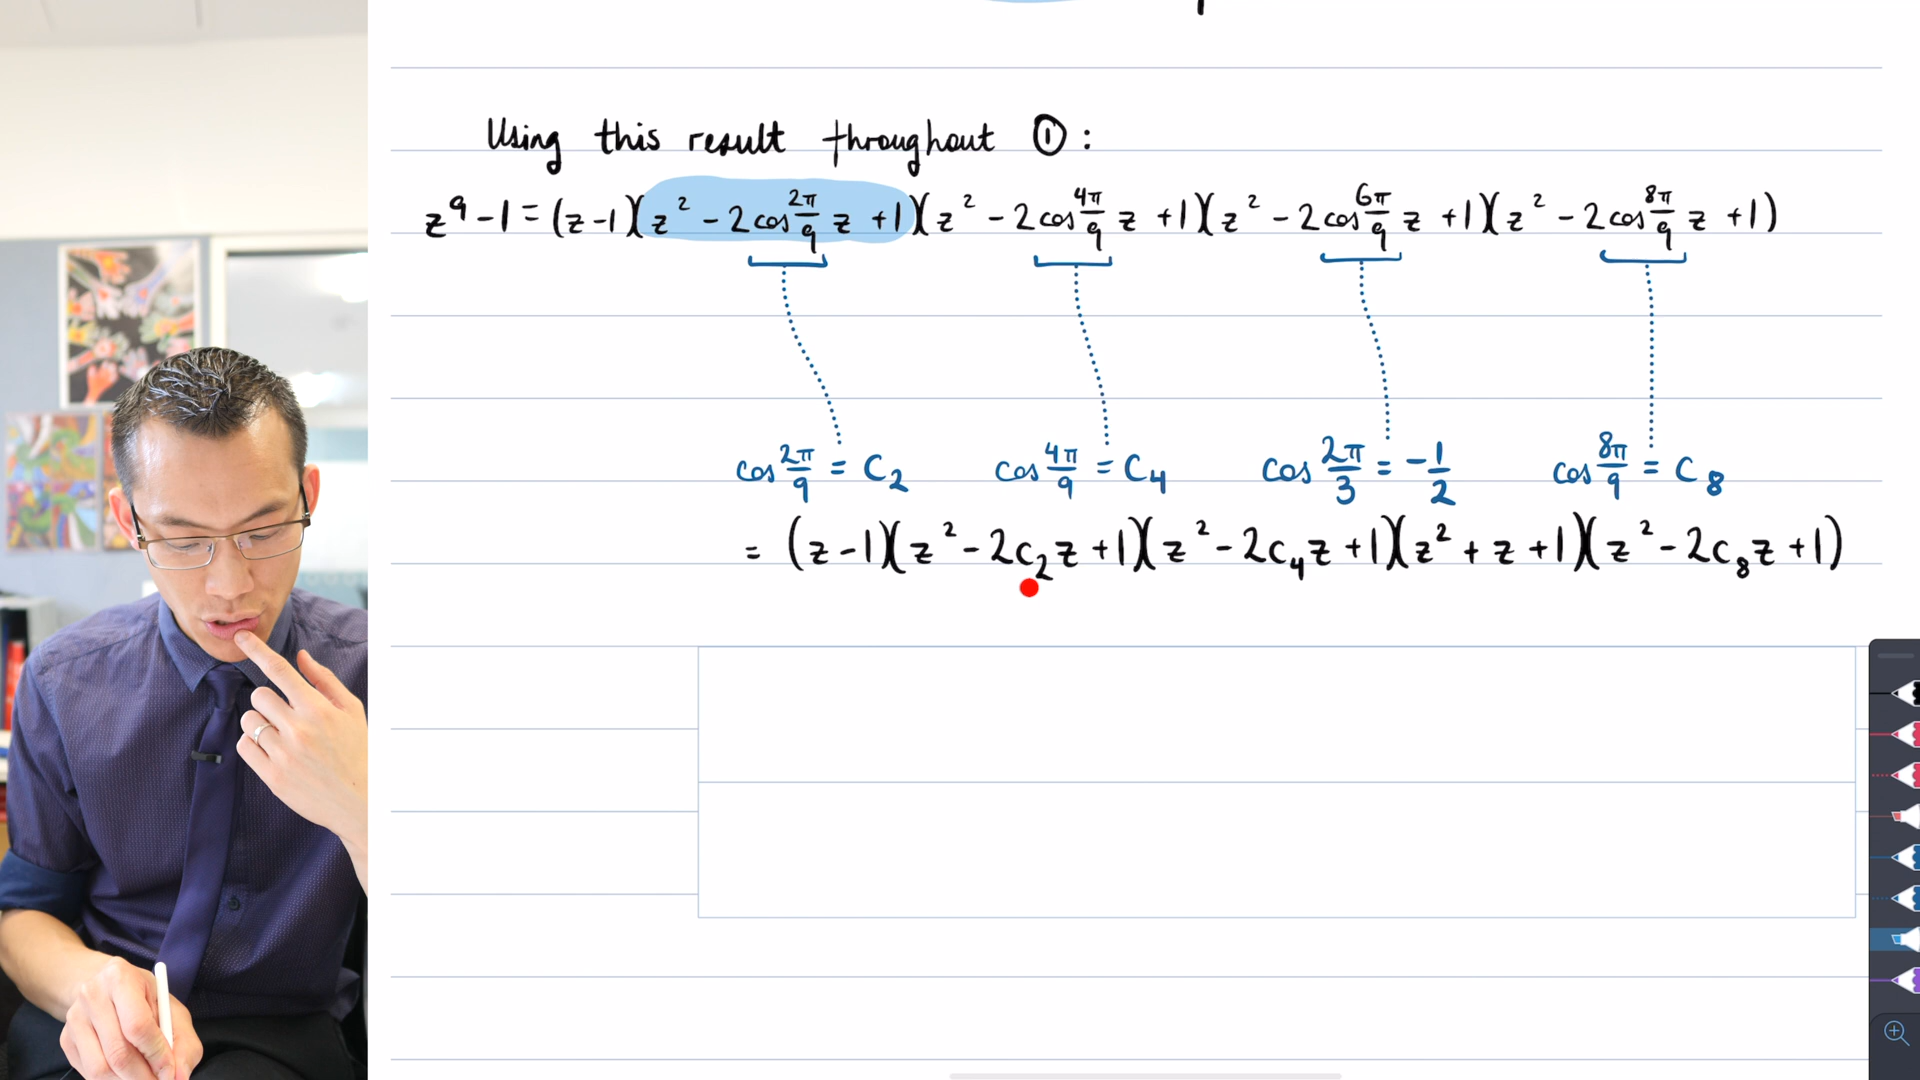 Using this result throughout ①:
z⁹ - 1 = (z - 1)(z² - 2cos 2π/9 z + 1)(z² - 2cos 4π/9 z + 1)(z² - 2cos 6π/9 z + 1)(z² - 2cos 8π/9 z + 1)
cos 2π/9 = C₂ cos 4π/9 = C₄ cos 2π/3 = -1/2 cos 8π/9 = C₈
= (z - 1)(z² - 2c₂z + 1)(z² - 2c₄z + 1)(z² + z + 1)(z² - 2c₈z + 1)